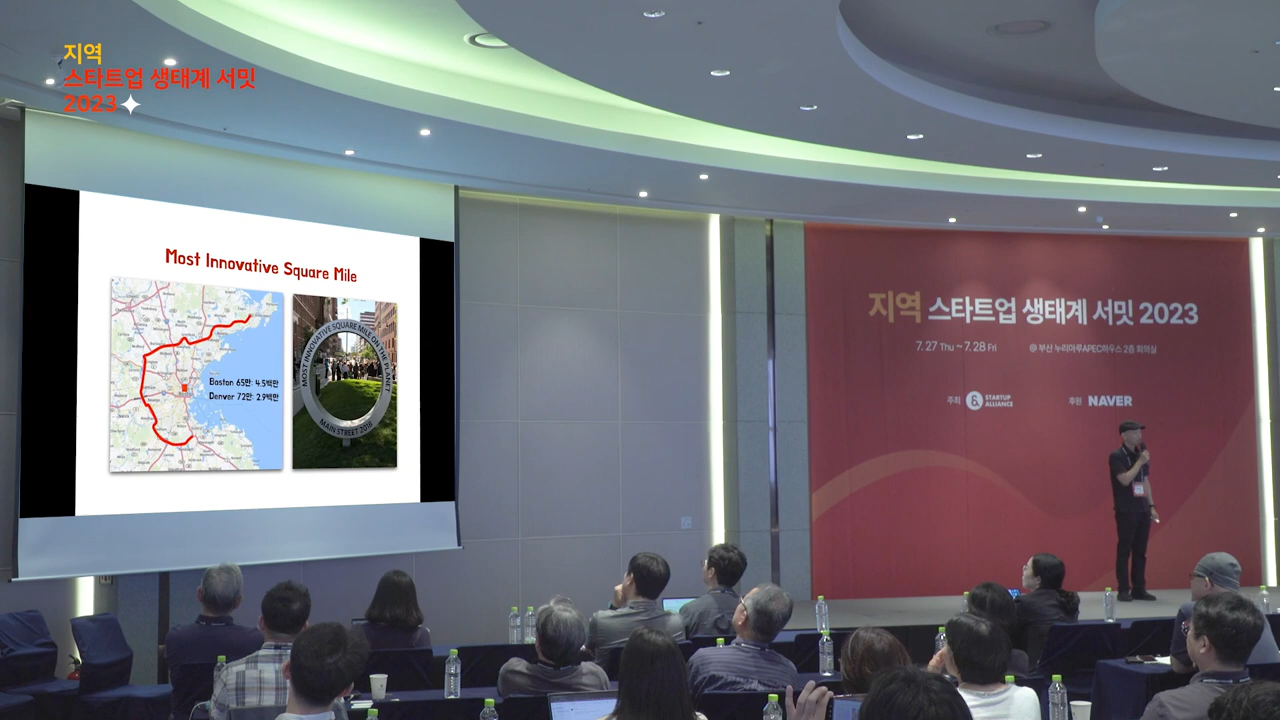 지역
스타트업 생태계 서밋
2023
Most Innovative Square Mile
Boston 65만: 4.5백만
Denver 72만: 2.9백만
MOST INNOVATIVE SQUARE MILE ON THE PLANET
MAIN STREET 2018
지역 스타트업 생태계 서밋 2023
7.27 Thu ~ 7.28 Fri
@ 부산 누리마루APEC하우스 2층 회의실
주최 & STARTUP ALLIANCE
후원 NAVER